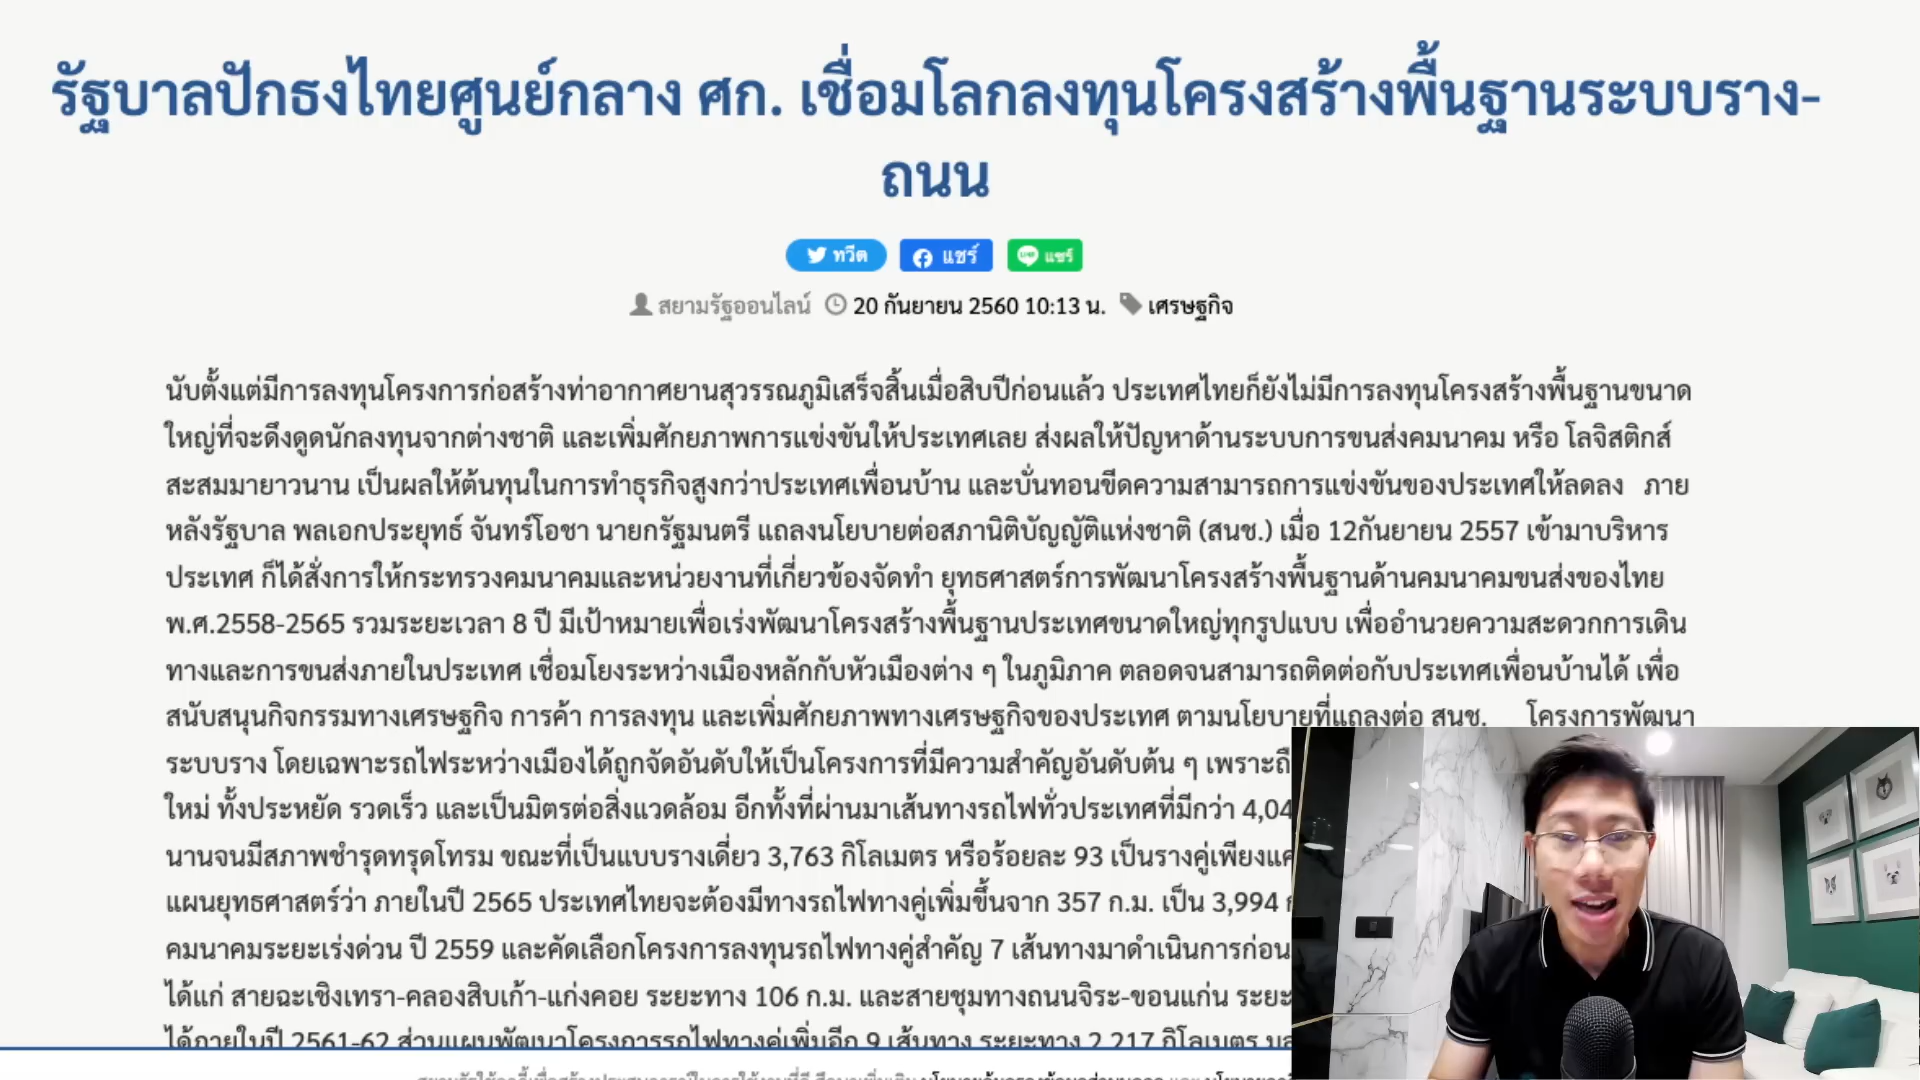 รัฐบาลปักธงไทยศูนย์กลาง ศก. เชื่อมโลกลงทุนโครงสร้างพื้นฐานระบบราง-
ถนน
ทวีต แชร์ แชร์
สยามรัฐออนไลน์ 20 กันยายน 2560 10:13 น. เศรษฐกิจ
นับตั้งแต่มีการลงทุนโครงการก่อสร้างท่าอากาศยานสุวรรณภูมิเสร็จสิ้นเมื่อสิบปีก่อนแล้ว ประเทศไทยก็ยังไม่มีการลงทุนโครงสร้างพื้นฐานขนาด
ใหญ่ที่จะดึงดูดนักลงทุนจากต่างชาติ และเพิ่มศักยภาพการแข่งขันให้ประเทศเลย ส่งผลให้ปัญหาด้านระบบการขนส่งคมนาคม หรือ โลจิสติกส์
สะสมมายาวนาน เป็นผลให้ต้นทุนในการทำธุรกิจสูงกว่าประเทศเพื่อนบ้าน และบั่นทอนขีดความสามารถการแข่งขันของประเทศให้ลดลง ภาย
หลังรัฐบาล พลเอกประยุทธ์ จันทร์โอชา นายกรัฐมนตรี แถลงนโยบายต่อสภานิติบัญญัติแห่งชาติ (สนช.) เมื่อ 12กันยายน 2557 เข้ามาบริหาร
ประเทศ ก็ได้สั่งการให้กระทรวงคมนาคมและหน่วยงานที่เกี่ยวข้องจัดทำ ยุทธศาสตร์การพัฒนาโครงสร้างพื้นฐานด้านคมนาคมขนส่งของไทย
พ.ศ.2558-2565 รวมระยะเวลา 8 ปี มีเป้าหมายเพื่อเร่งพัฒนาโครงสร้างพื้นฐานประเทศขนาดใหญ่ทุกรูปแบบ เพื่ออำนวยความสะดวกการเดิน
ทางและการขนส่งภายในประเทศ เชื่อมโยงระหว่างเมืองหลักกับหัวเมืองต่าง ๆ ในภูมิภาค ตลอดจนสามารถติดต่อกับประเทศเพื่อนบ้านได้ เพื่อ
สนับสนุนกิจกรรมทางเศรษฐกิจ การค้า การลงทุน และเพิ่มศักยภาพทางเศรษฐกิจของประเทศ ตามนโยบายที่แถลงต่อ สนช. โครงการพัฒนา
ระบบราง โดยเฉพาะรถไฟระหว่างเมืองได้ถูกจัดอันดับให้เป็นโครงการที่มีความสำคัญอันดับต้น ๆ เพราะถื
ใหม่ ทั้งประหยัด รวดเร็ว และเป็นมิตรต่อสิ่งแวดล้อม อีกทั้งที่ผ่านมาเส้นทางรถไฟทั่วประเทศที่มีกว่า 4,04
นานจนมีสภาพชำรุดทรุดโทรม ขณะที่เป็นแบบรางเดี่ยว 3,763 กิโลเมตร หรือร้อยละ 93 เป็นรางคู่เพียงแค่
แผนยุทธศาสตร์ว่า ภายในปี 2565 ประเทศไทยจะต้องมีทางรถไฟทางคู่เพิ่มขึ้นจาก 357 ก.ม. เป็น 3,994
คมนาคมระยะเร่งด่วน ปี 2559 และคัดเลือกโครงการลงทุนรถไฟทางคู่สำคัญ 7 เส้นทางมาดำเนินการก่อน
ได้แก่ สายฉะเชิงเทรา-คลองสิบเก้า-แก่งคอย ระยะทาง 106 ก.ม. และสายชุมทางถนนจิระ-ขอนแก่น ระยะ
ได้ภายในปี 2561-62 ส่วนแผนพัฒนาโครงการรถไฟทางคู่เพิ่มอีก 9 เส้นทาง ระยะทาง 2,217 กิโลเมตร